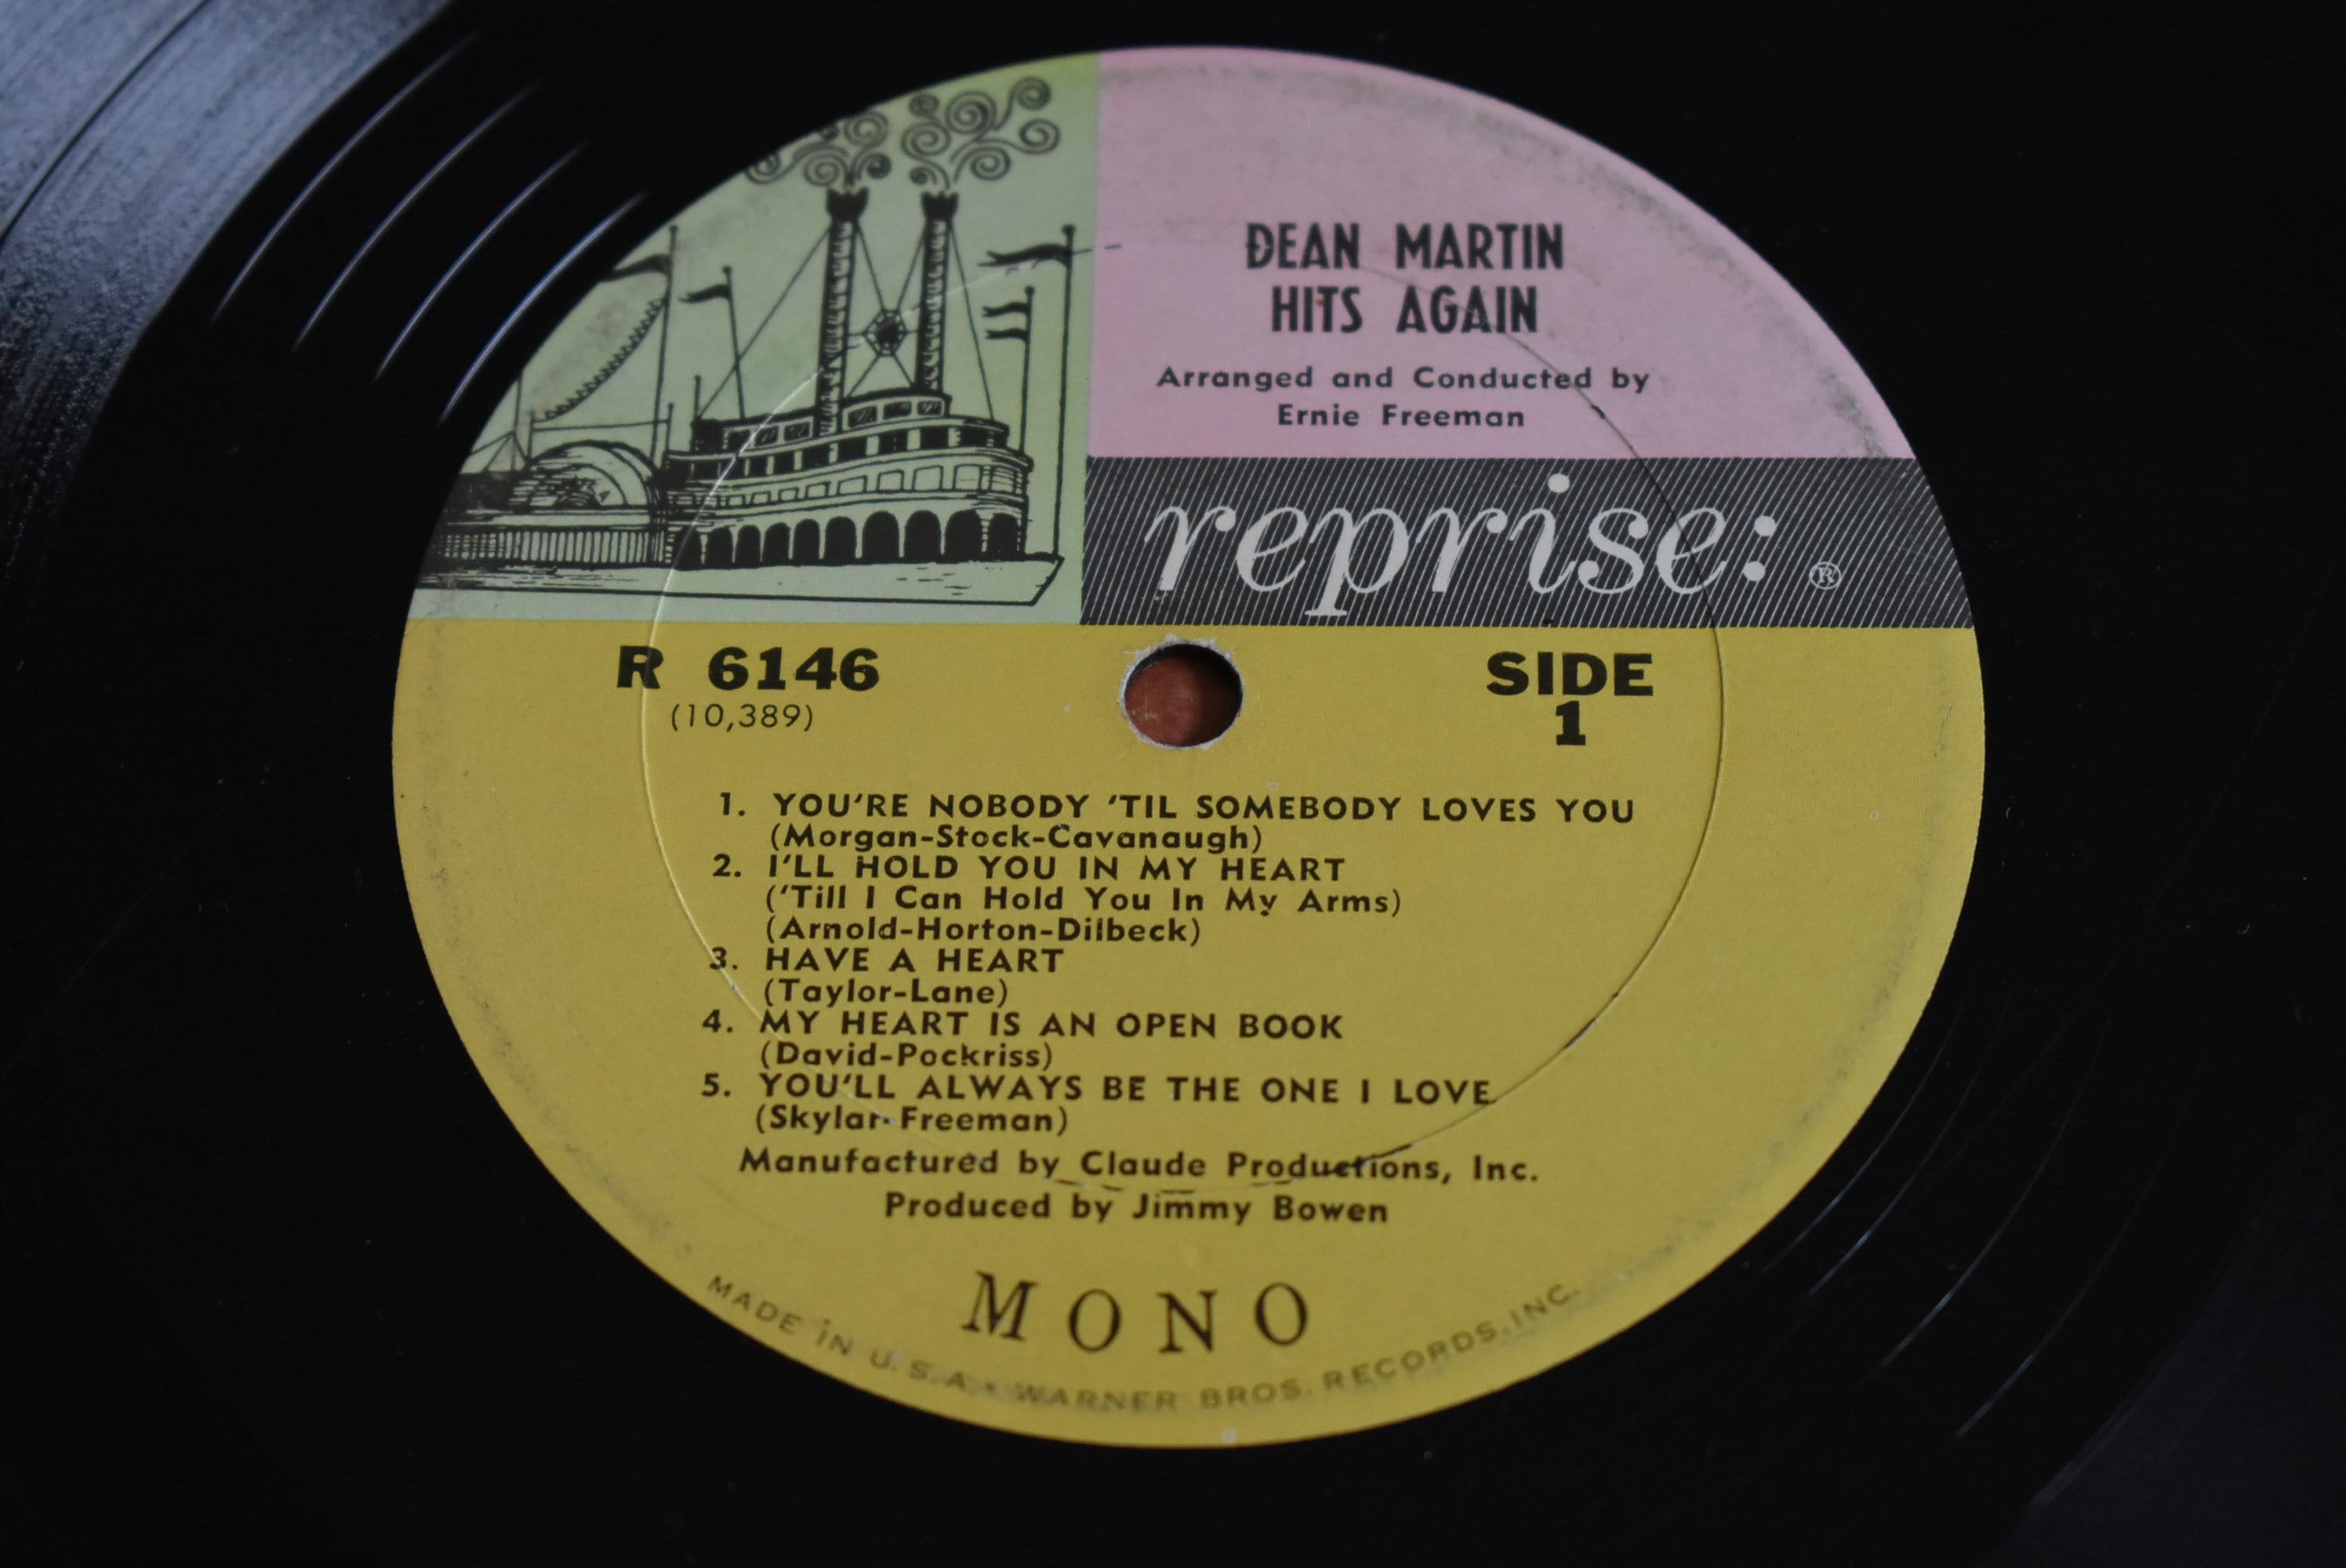 DEAN MARTIN
HITS AGAIN
Arranged and Conducted by
Ernie Freeman
reprise: ®
R 6146
(10,389)
SIDE
1
1. YOU'RE NOBODY 'TIL SOMEBODY LOVES YOU
(Morgan-Stock-Cavanaugh)
2. I'LL HOLD YOU IN MY HEART
('Till I Can Hold You In My Arms)
(Arnold-Horton-Dilbeck)
3. HAVE A HEART
(Taylor-Lane)
4. MY HEART IS AN OPEN BOOK
(David-Pockriss)
5. YOU'LL ALWAYS BE THE ONE I LOVE
(Skylar-Freeman)
Manufactured by Claude Productions, Inc.
Produced by Jimmy Bowen
MONO
MADE IN U.S.A. • WARNER BROS. RECORDS, INC.